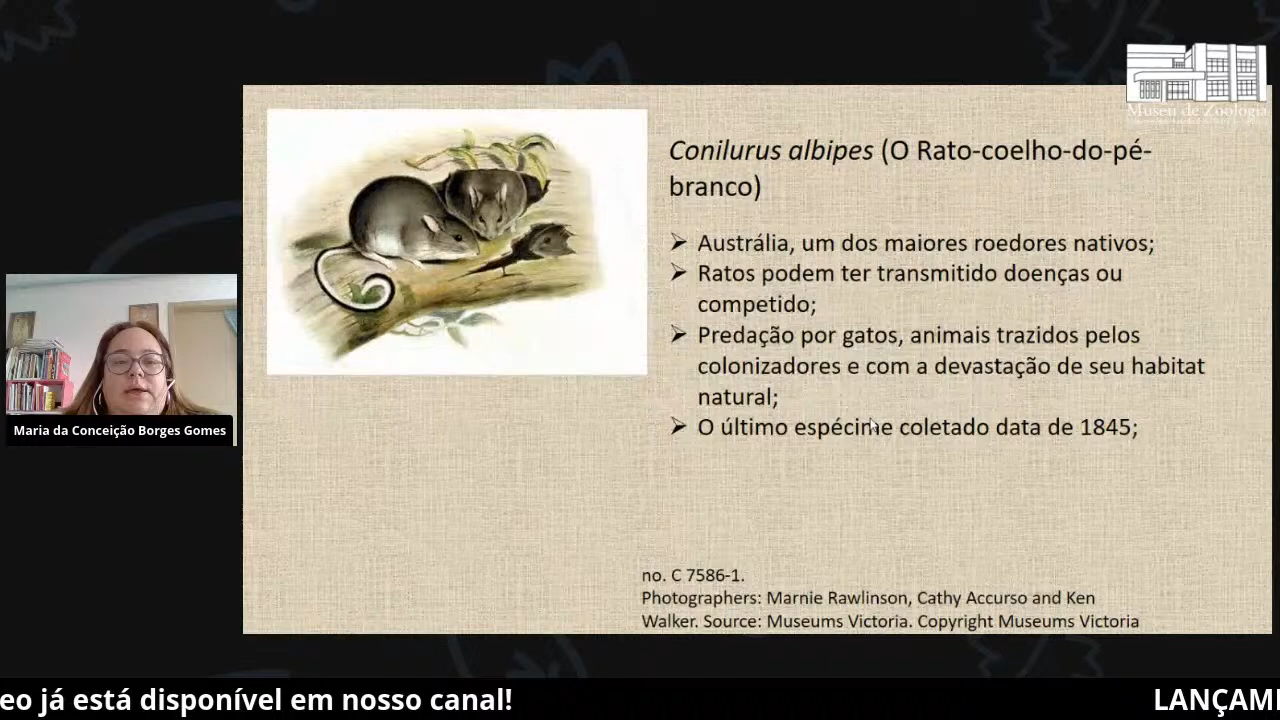 Museu de Zoologia
Conilurus albipes (O Rato-coelho-do-pé-
branco)
➢ Austrália, um dos maiores roedores nativos;
➢ Ratos podem ter transmitido doenças ou
competido;
➢ Predação por gatos, animais trazidos pelos
colonizadores e com a devastação de seu habitat
natural;
➢ O último espécime coletado data de 1845;
Maria da Conceição Borges Gomes
no. C 7586-1.
Photographers: Marnie Rawlinson, Cathy Accurso and Ken
Walker. Source: Museums Victoria. Copyright Museums Victoria
eo já está disponível em nosso canal! LANÇAM